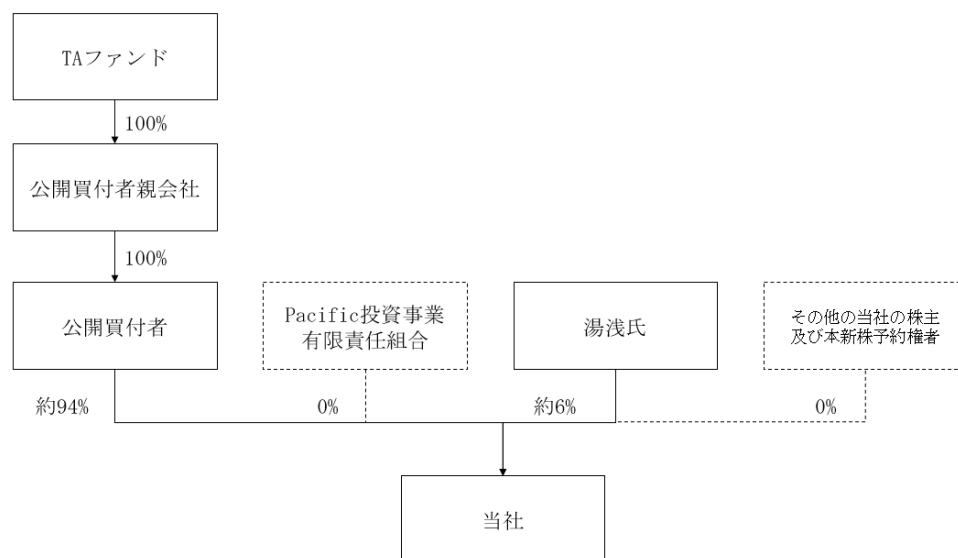 TAファンド
100%
公開買付者親会社
100%
公開買付者
Pacific投資事業
有限責任組合
湯浅氏
その他の当社の株主
及び本新株予約権者
約94%
0%
約6%
0%
当社